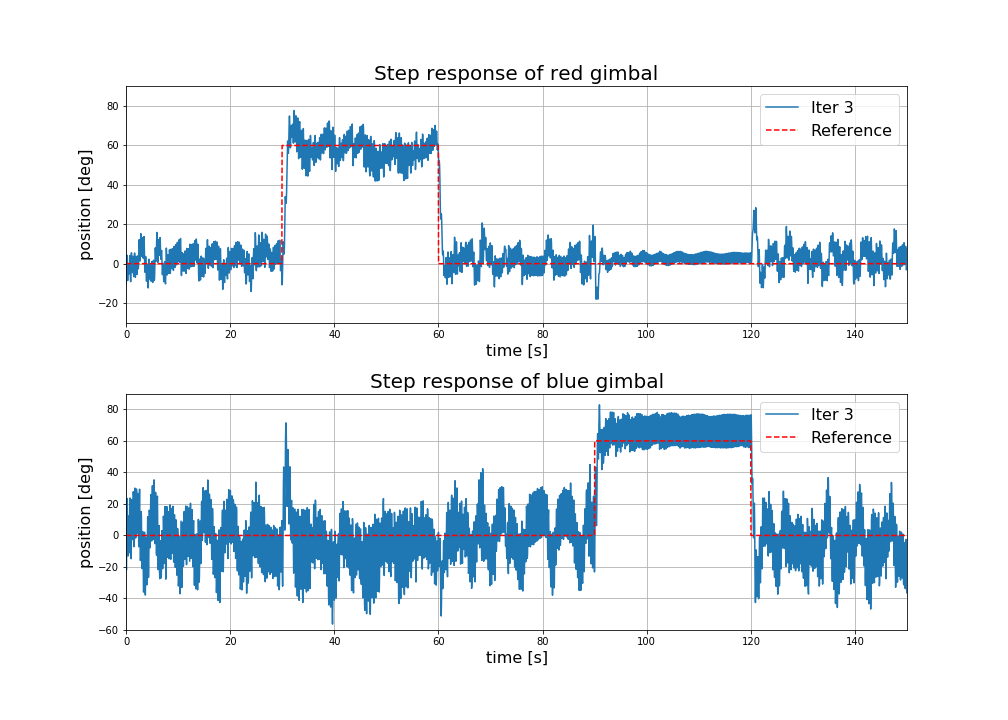 Step response of red gimbal
position [deg]
80
60
40
20
0
−20
Iter 3
Reference
0 20 40 60 80 100 120 140
time [s]
Step response of blue gimbal
position [deg]
80
60
40
20
0
−20
−40
−60
Iter 3
Reference
0 20 40 60 80 100 120 140
time [s]